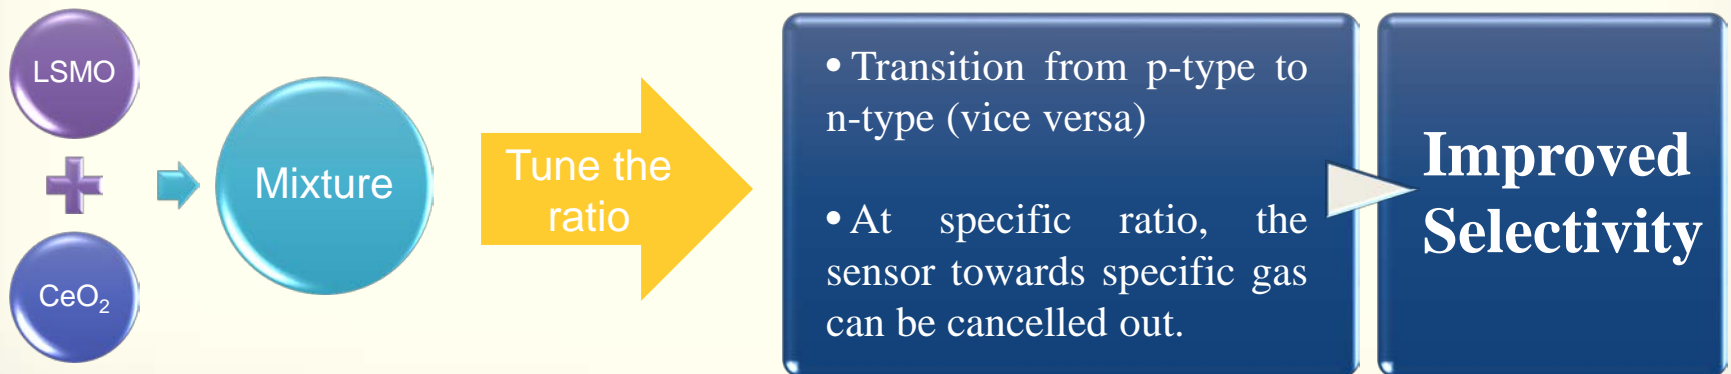 LSMO
CeO₂
Mixture
Tune the
ratio
• Transition from p-type to
n-type (vice versa)
• At specific ratio, the
sensor towards specific gas
can be cancelled out.
Improved
Selectivity